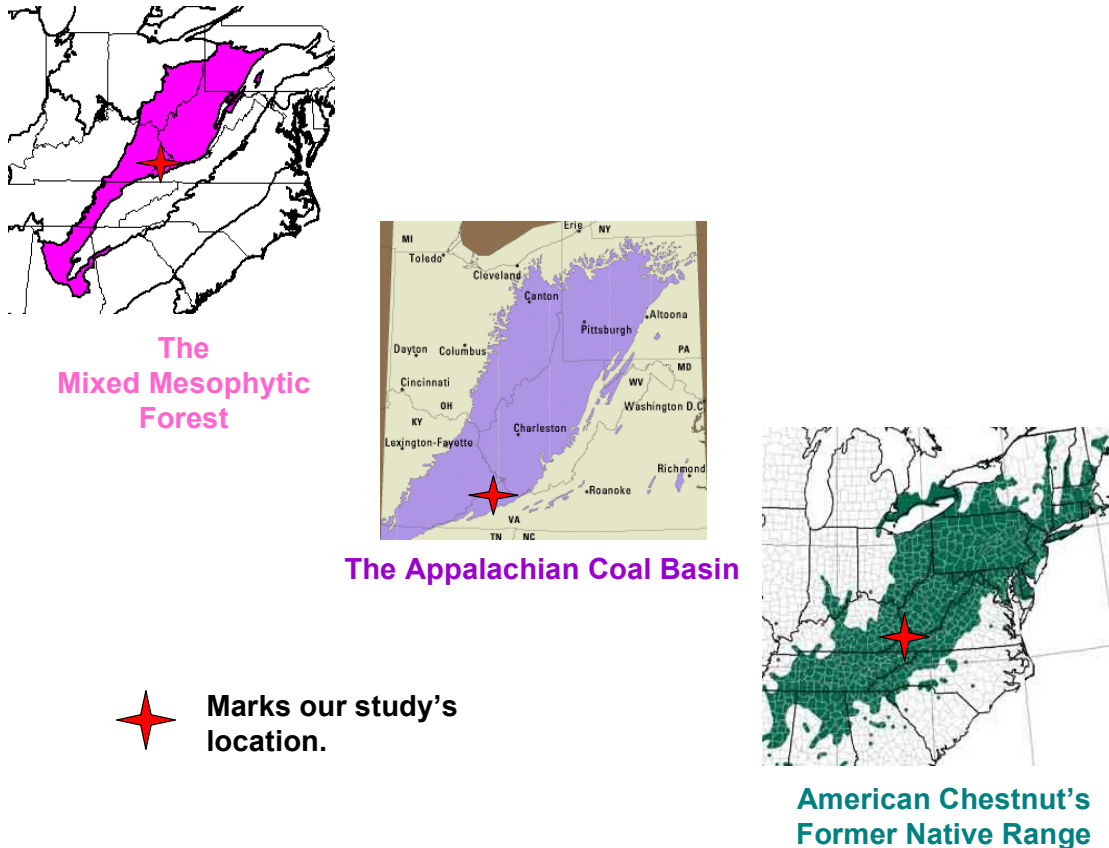 The
Mixed Mesophytic
Forest
MI
Erie
NY
Toledo
Cleveland
Canton
Altoona
Pittsburgh
Dayton
Columbus
PA
MD
Cincinnati
WV
OH
Washington D.C
KY
Charleston
Lexington-Fayette
Richmond
Roanoke
VA
TN
NC
The Appalachian Coal Basin
Marks our study’s
location.
American Chestnut’s
Former Native Range